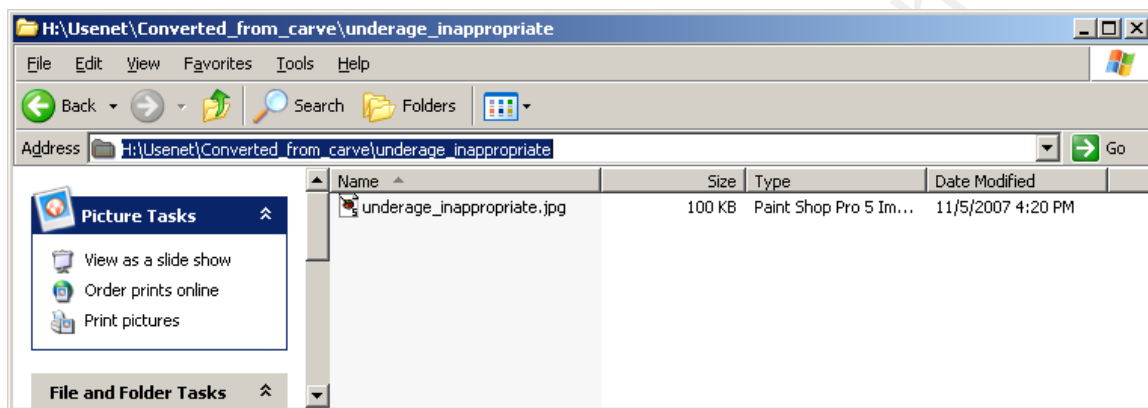 H:\Usenet\Converted_from_carve\underage_inappropriate
File Edit View Favorites Tools Help
Back Search Folders
Address H:\Usenet\Converted_from_carve\underage_inappropriate Go
Name Size Type Date Modified
underage_inappropriate.jpg 100 KB Paint Shop Pro 5 Im... 11/5/2007 4:20 PM
Picture Tasks
View as a slide show
Order prints online
Print pictures
File and Folder Tasks